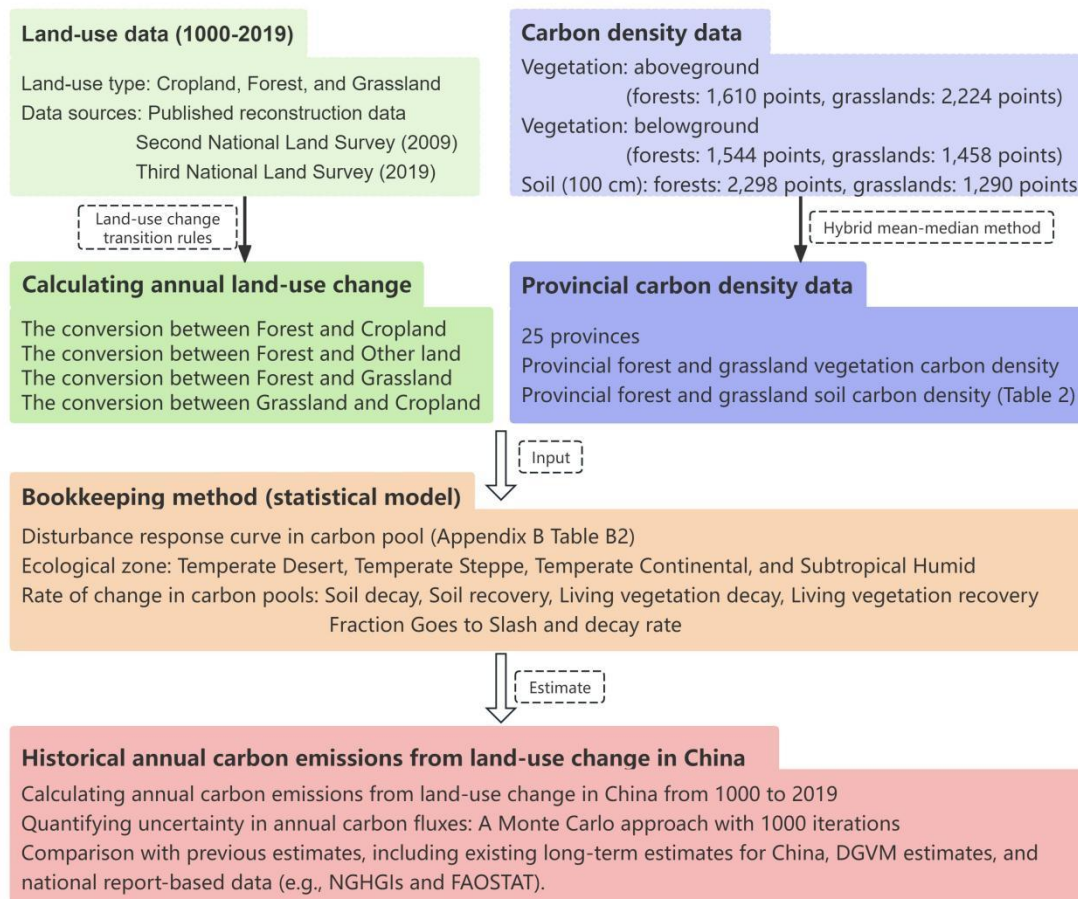 Land-use data (1000-2019)
Land-use type: Cropland, Forest, and Grassland
Data sources: Published reconstruction data
Second National Land Survey (2009)
Third National Land Survey (2019)
Carbon density data
Vegetation: aboveground
(forests: 1,610 points, grasslands: 2,224 points)
Vegetation: belowground
(forests: 1,544 points, grasslands: 1,458 points)
Soil (100 cm): forests: 2,298 points, grasslands: 1,290 points
Land-use change
transition rules
Hybrid mean-median method
Calculating annual land-use change
The conversion between Forest and Cropland
The conversion between Forest and Other land
The conversion between Forest and Grassland
The conversion between Grassland and Cropland
Provincial carbon density data
25 provinces
Provincial forest and grassland vegetation carbon density
Provincial forest and grassland soil carbon density (Table 2)
Input
Bookkeeping method (statistical model)
Disturbance response curve in carbon pool (Appendix B Table B2)
Ecological zone: Temperate Desert, Temperate Steppe, Temperate Continental, and Subtropical Humid
Rate of change in carbon pools: Soil decay, Soil recovery, Living vegetation decay, Living vegetation recovery
Fraction Goes to Slash and decay rate
Estimate
Historical annual carbon emissions from land-use change in China
Calculating annual carbon emissions from land-use change in China from 1000 to 2019
Quantifying uncertainty in annual carbon fluxes: A Monte Carlo approach with 1000 iterations
Comparison with previous estimates, including existing long-term estimates for China, DGVM estimates, and
national report-based data (e.g., NGHGIs and FAOSTAT).